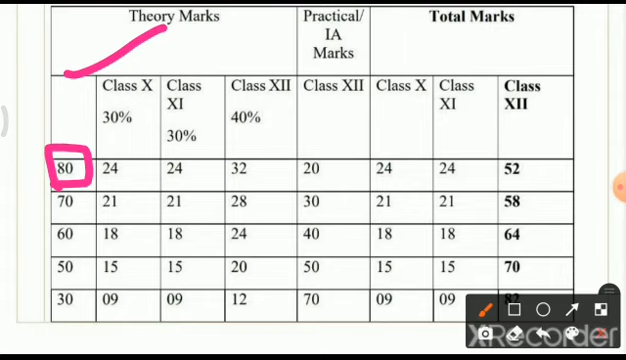 Theory Marks Practical/ Total Marks
IA
Marks
Class X Class Class XII Class XII Class X Class Class
XI XI XII
30% 40%
30%
80 24 24 32 20 24 24 52
70 21 21 28 30 21 21 58
60 18 18 24 40 18 18 64
50 15 15 20 50 15 15 70
30 09 09 12 70 09 09 82
XRecorder